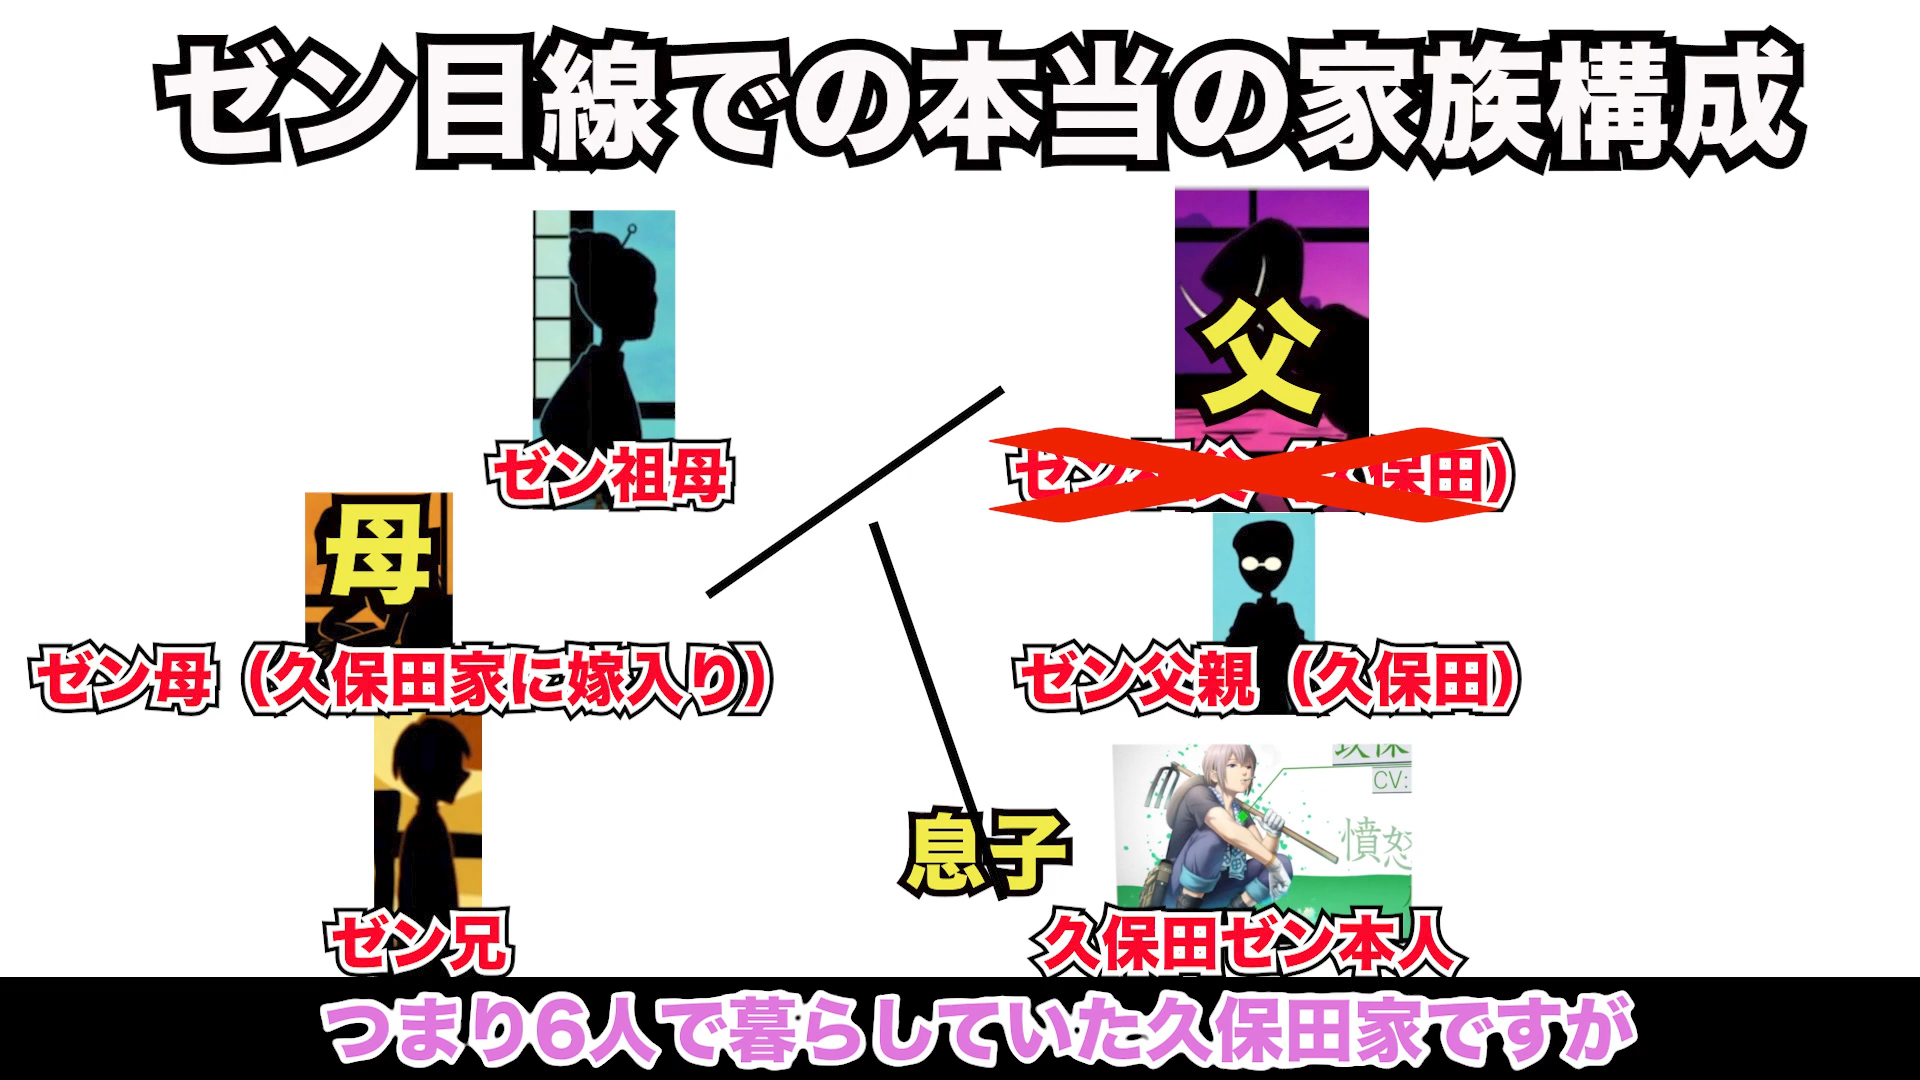 ゼン目線での本当の家族構成
父
ゼン祖母
母
ゼン母（久保田家に嫁入り）
ゼン父親（久保田）
CV:
憤怒
息子
ゼン兄
久保田ゼン本人
つまり6人で暮らしていた久保田家ですが